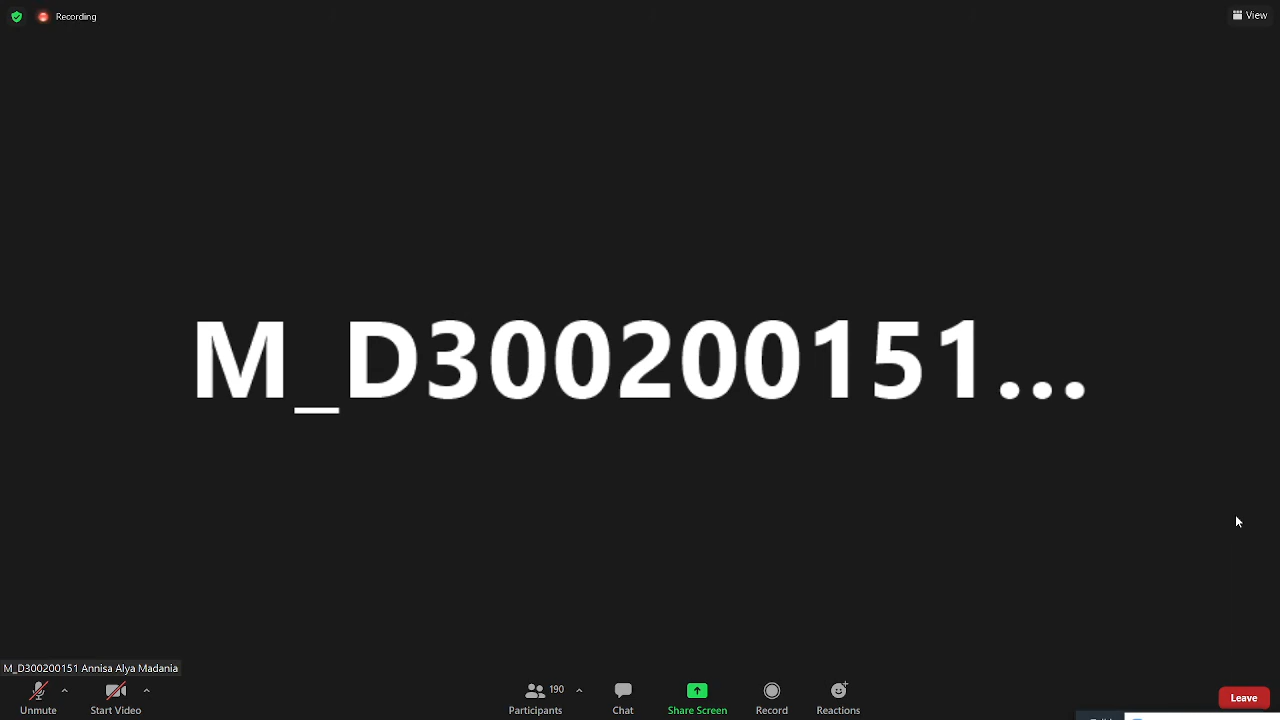 Recording
View
M_D300200151...
M_D300200151 Annisa Alya Madania
190
Unmute
Start Video
Participants
Chat
Share Screen
Record
Reactions
Leave